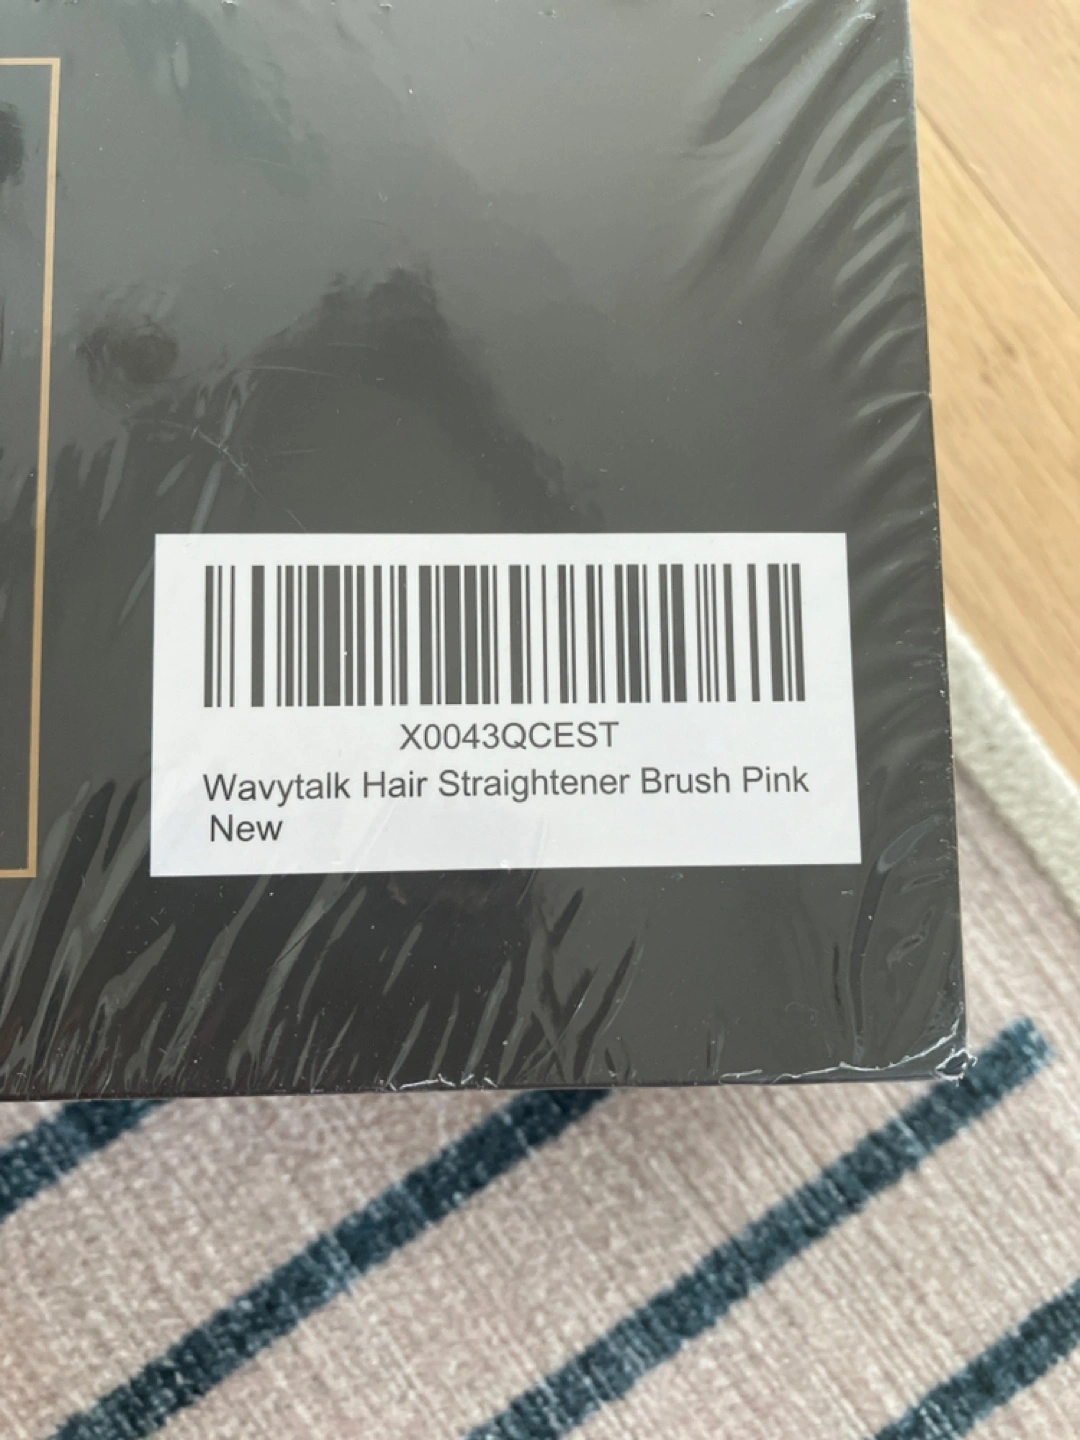 X0043QCEST
Wavytalk Hair Straightener Brush Pink
New